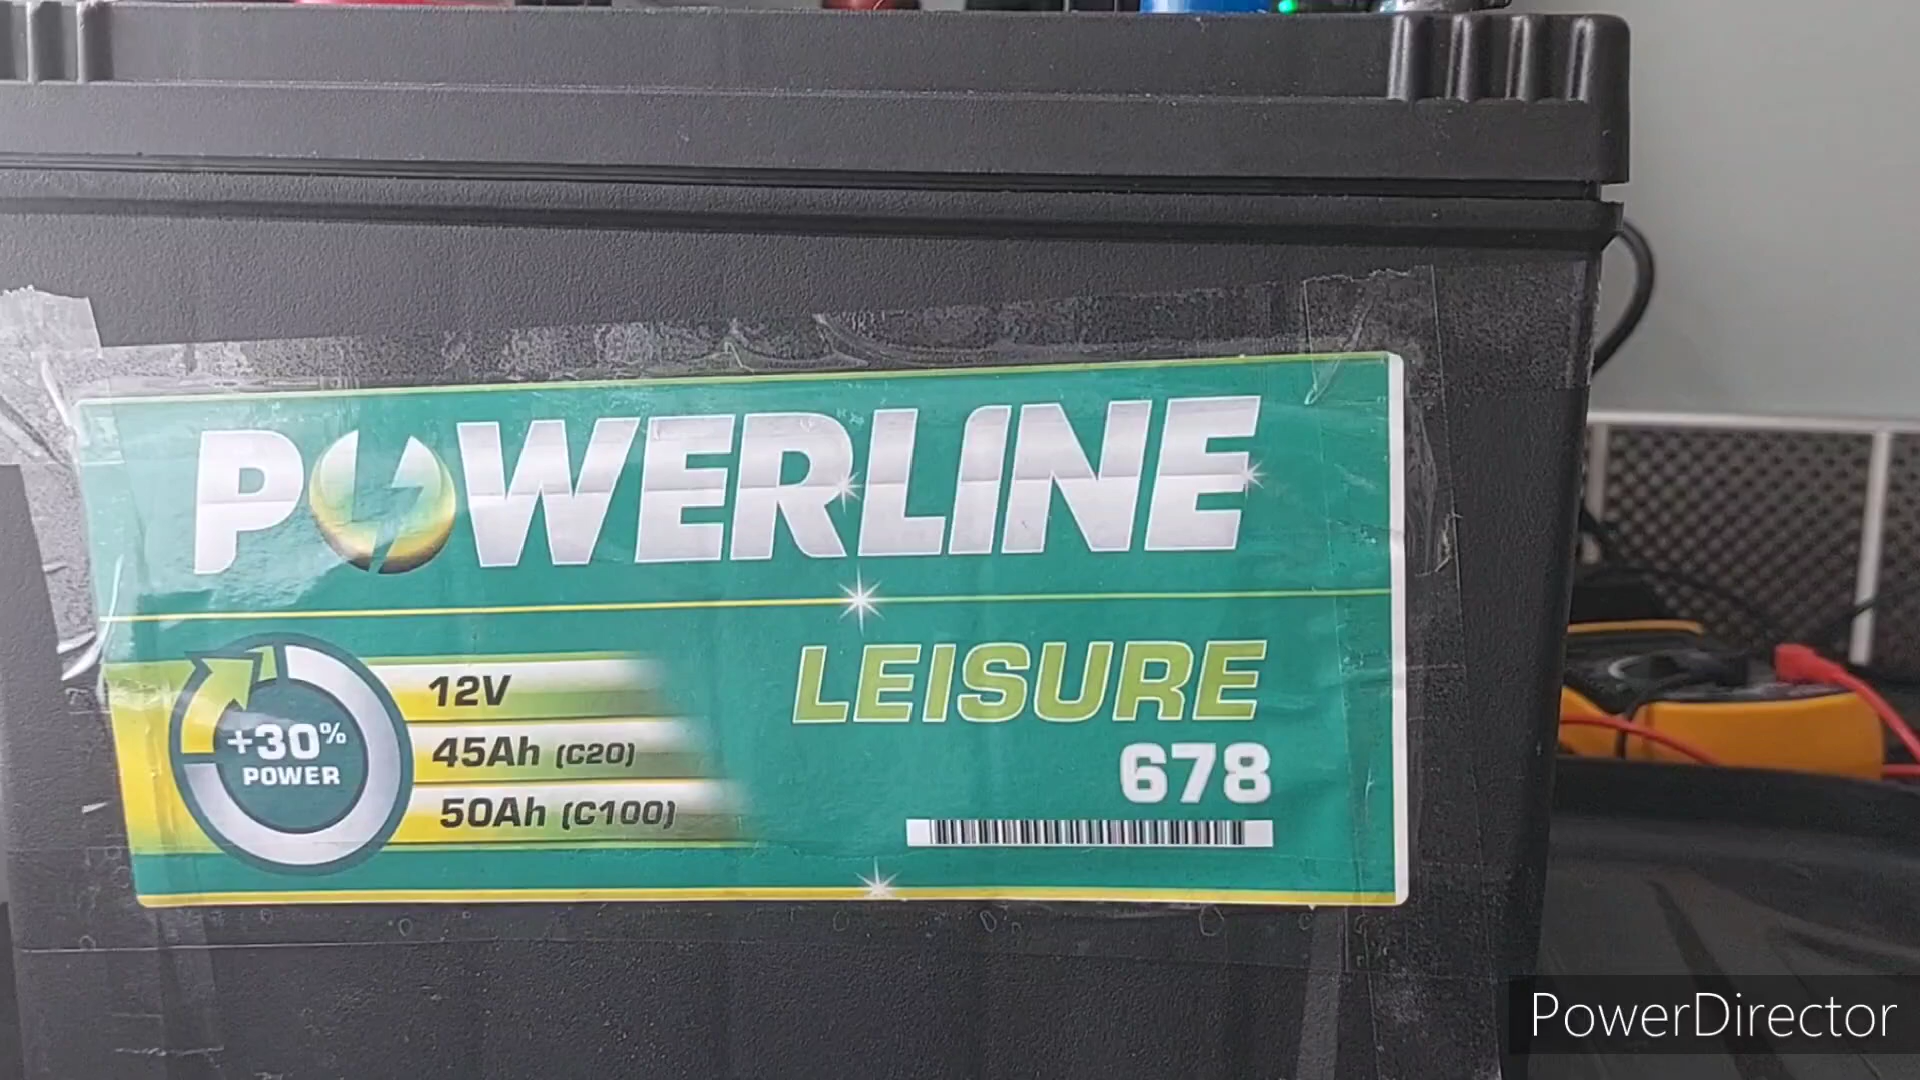 POWERLINE
LEISURE
678
+30%
POWER
12V
45Ah (C20)
50Ah (C100)
PowerDirector